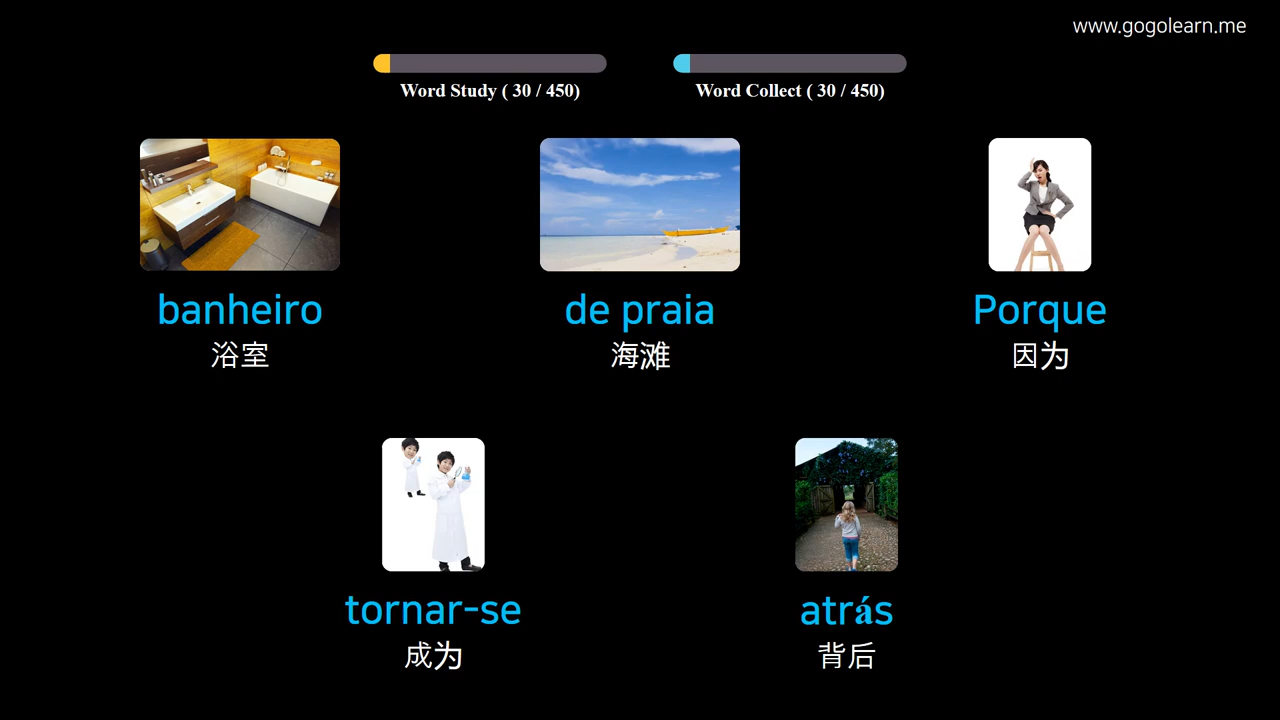 www.gogolearn.me
Word Study ( 30 / 450)
Word Collect ( 30 / 450)
banheiro
浴室
de praia
海滩
Porque
因为
tornar-se
成为
atrás
背后